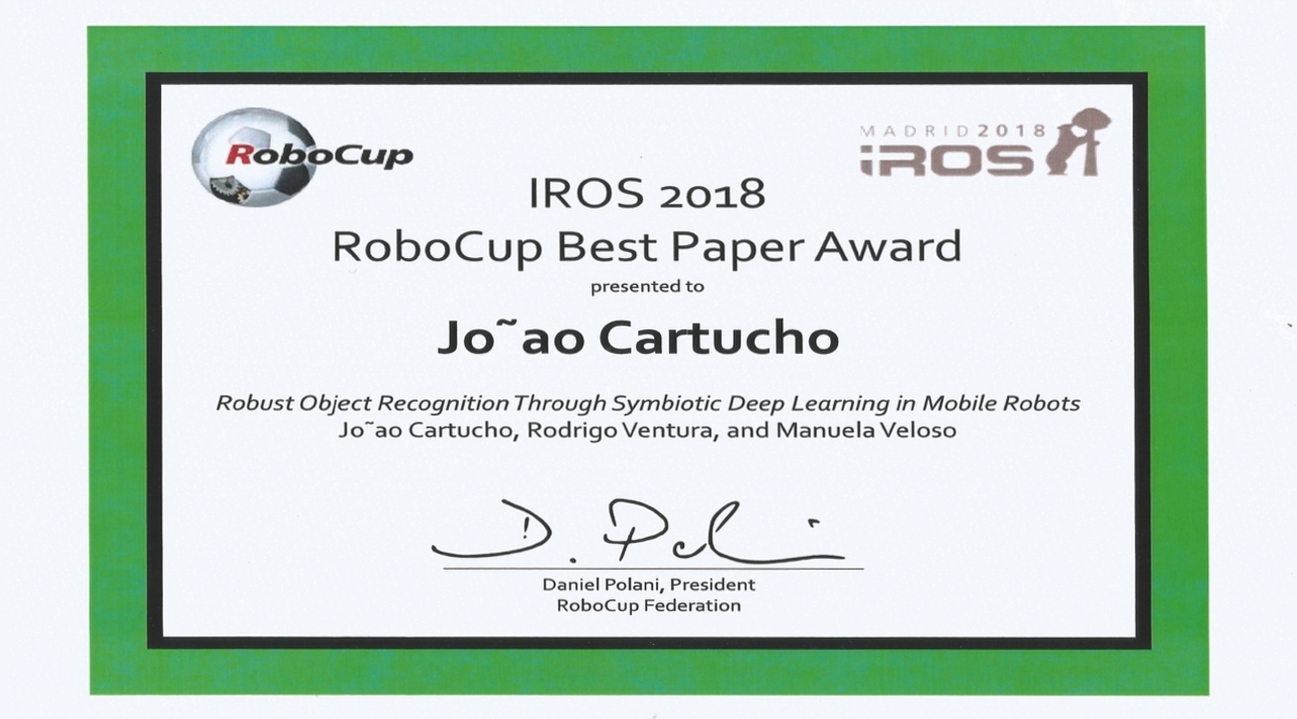 RoboCup
MADRID 2018
iROS
IROS 2018
RoboCup Best Paper Award
presented to
Jo˜ao Cartucho
Robust Object Recognition Through Symbiotic Deep Learning in Mobile Robots
Jo˜ao Cartucho, Rodrigo Ventura, and Manuela Veloso
D. Polani
Daniel Polani, President
RoboCup Federation